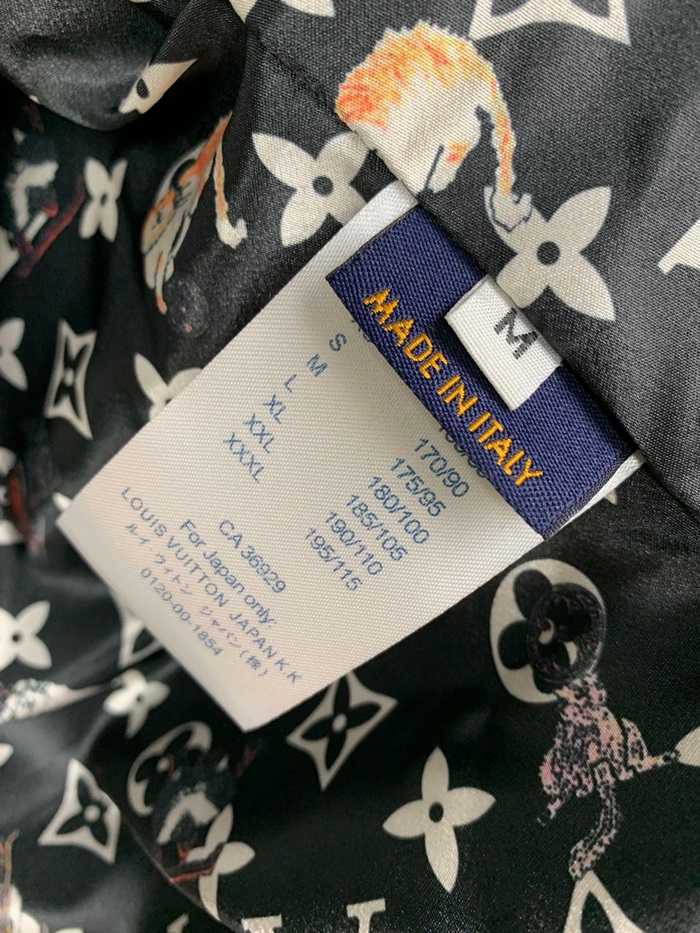 MADE IN ITALY
M
S
M 170/90
L 175/95
XL 180/100
XXL 185/105
XXXL 190/110
195/115
CA 36929
For Japan only:
LOUIS VUITTON JAPAN K.K
ルイ ヴィトン ジャパン(株)
0120-00-1854